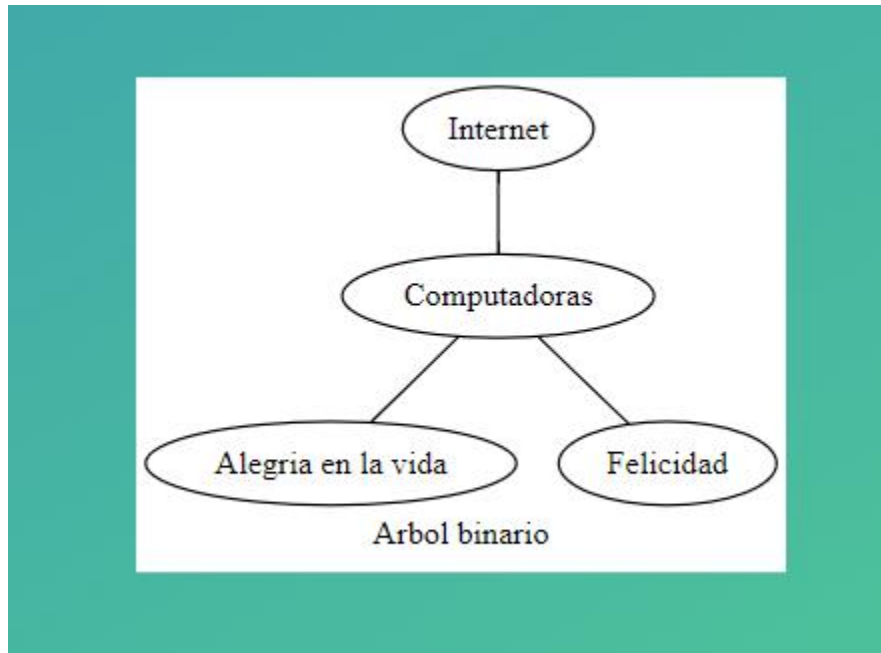 Internet
Computadoras
Alegria en la vida
Felicidad
Arbol binario